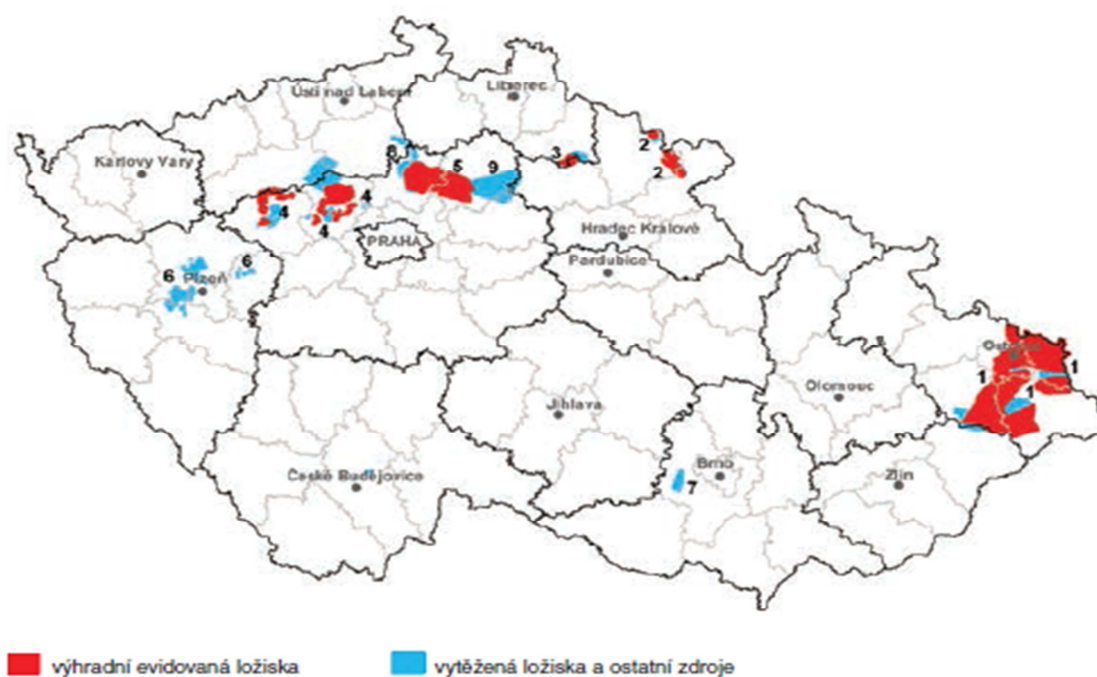 Liberec
Ústí nad Labem
2
8
3
Karlovy Vary
5
9
2
4
4
4
Hradec Králové
PRAHA
6
6
Pardubice
Plzeň
Ostrava
1
1
1
Olomouc
Jihlava
Brno
České Budějovice
Zlín
7
výhradní evidovaná ložiska
vytěžená ložiska a ostatní zdroje